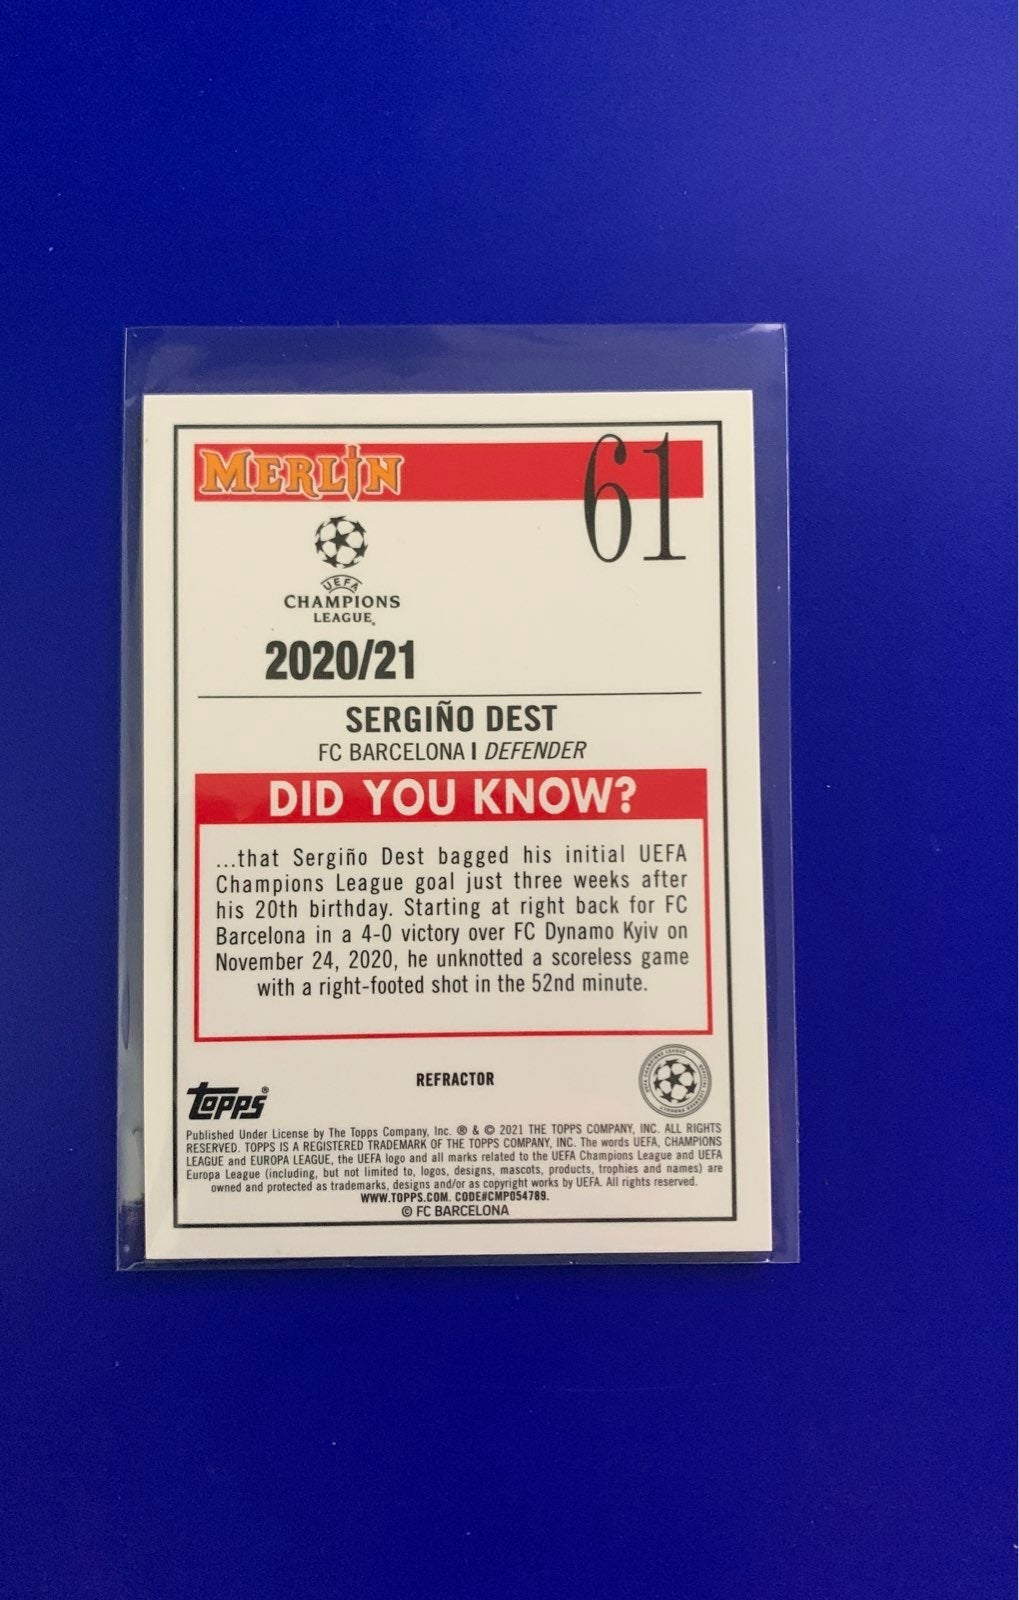 MERLIN
61
UEFA
CHAMPIONS
LEAGUE®
2020/21
SERGIÑO DEST
FC BARCELONA I DEFENDER
DID YOU KNOW?
...that Sergiño Dest bagged his initial UEFA
Champions League goal just three weeks after
his 20th birthday. Starting at right back for FC
Barcelona in a 4-0 victory over FC Dynamo Kyiv on
November 24, 2020, he unknotted a scoreless game
with a right-footed shot in the 52nd minute.
REFRACTOR
Topps®
Published Under License by The Topps Company, Inc. ® & © 2021 THE TOPPS COMPANY, INC. ALL RIGHTS
RESERVED. TOPPS IS A REGISTERED TRADEMARK OF THE TOPPS COMPANY, INC. The words UEFA, CHAMPIONS
LEAGUE and EUROPA LEAGUE, the UEFA logo and all marks related to the UEFA Champions League and UEFA
Europa League (including, but not limited to, logos, designs, mascots, products, trophies and names) are
owned and protected as trademarks, designs and/or as copyright works by UEFA. All rights reserved.
WWW.TOPPS.COM. CODE#CMP054789.
© FC BARCELONA